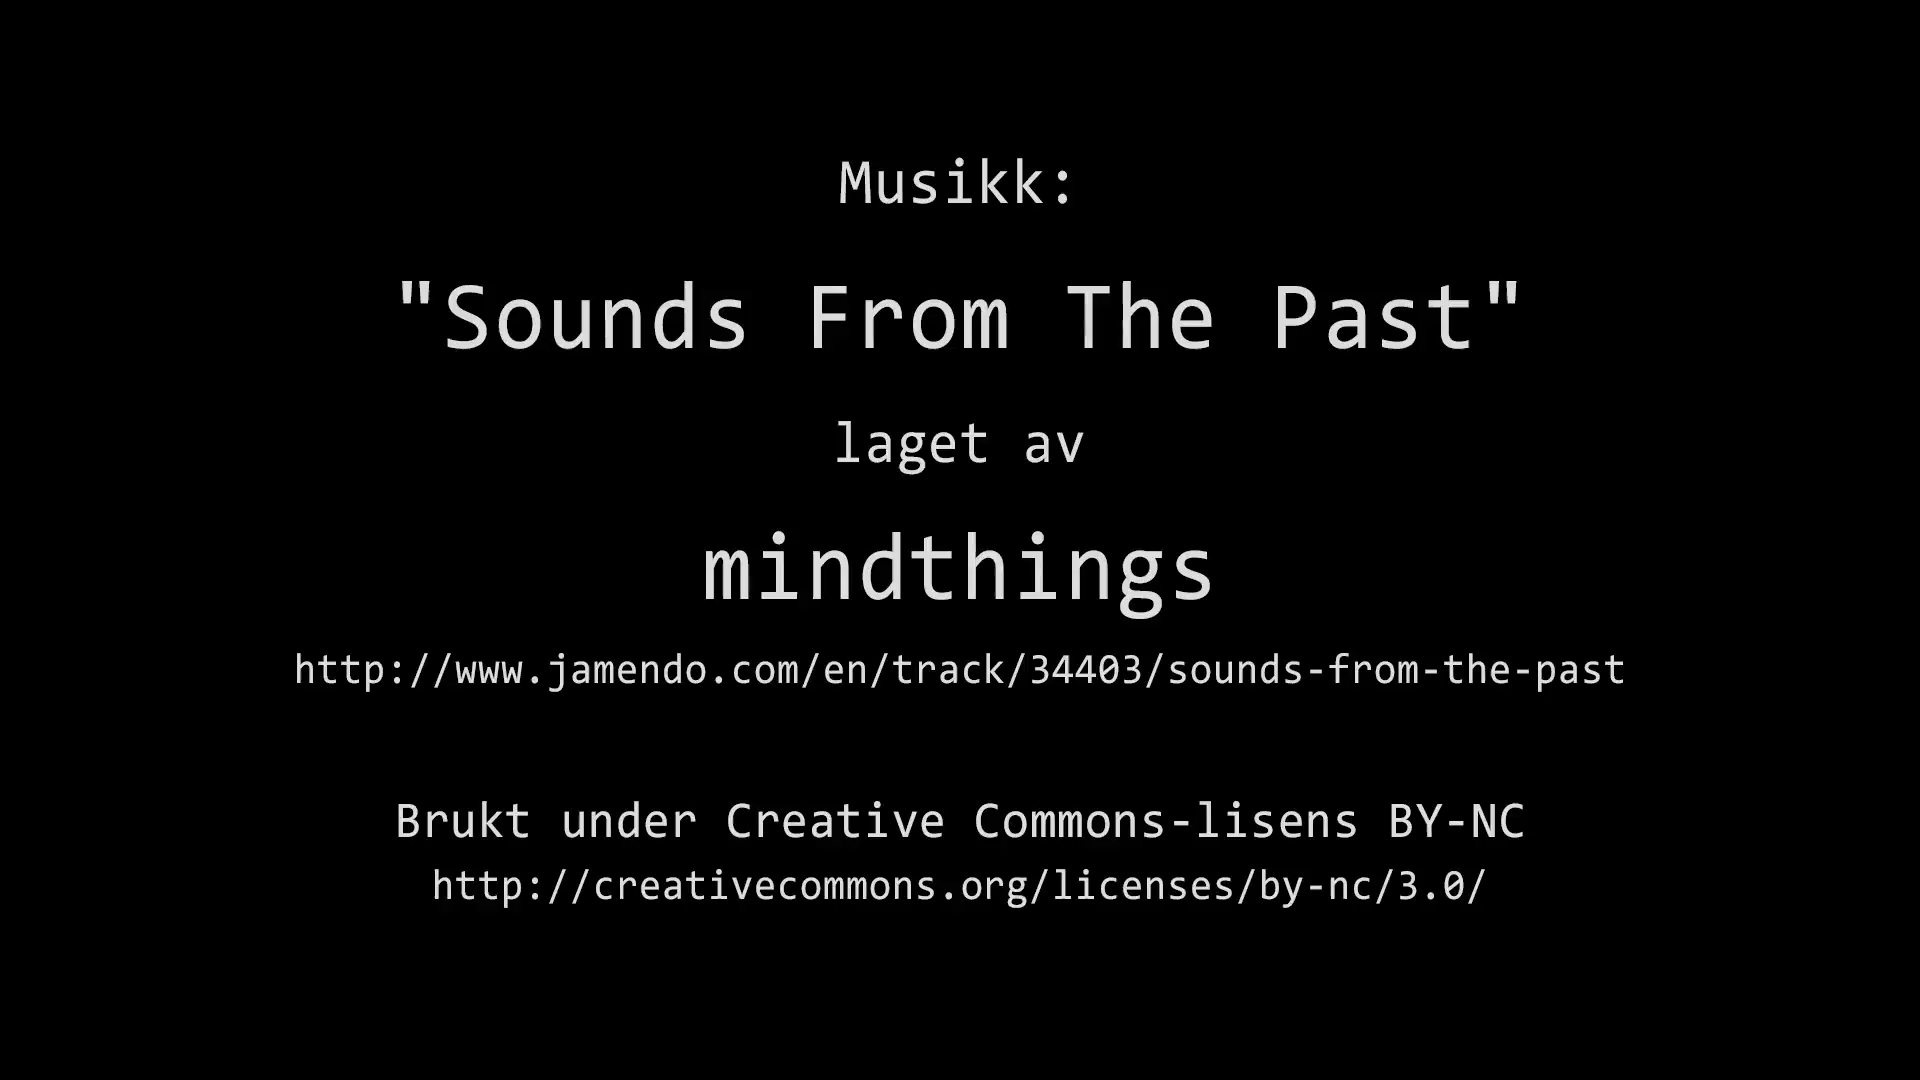 Musikk:
"Sounds From The Past"
laget av
mindthings
http://www.jamendo.com/en/track/34403/sounds-from-the-past
Brukt under Creative Commons-lisens BY-NC
http://creativecommons.org/licenses/by-nc/3.0/